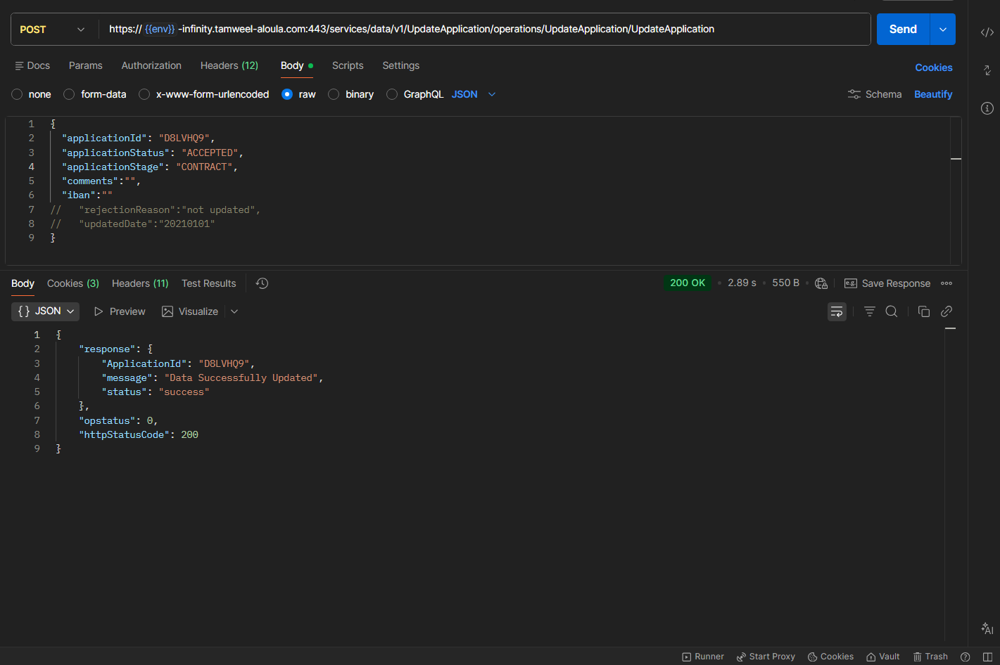 POST https://{{env}}-infinity.tamweel-aloula.com:443/services/data/v1/UpdateApplication/operations/UpdateApplication/UpdateApplication Send
Docs Params Authorization Headers (12) Body Scripts Settings Cookies
none form-data x-www-form-urlencoded raw binary GraphQL JSON Schema Beautify
1 {
2 "applicationId": "D8LVHQ9",
3 "applicationStatus": "ACCEPTED",
4 "applicationStage": "CONTRACT",
5 "comments":"",
6 "iban":""
7 // "rejectionReason":"not updated",
8 // "updatedDate":"20210101"
9 }
Body Cookies (3) Headers (11) Test Results 200 OK 2.89 s 550 B e.g. Save Response
{} JSON Preview Visualize
1 {
2 "response": {
3 "ApplicationId": "D8LVHQ9",
4 "message": "Data Successfully Updated",
5 "status": "success"
6 },
7 "opstatus": 0,
8 "httpStatusCode": 200
9 }
AI
Runner Start Proxy Cookies Vault Trash